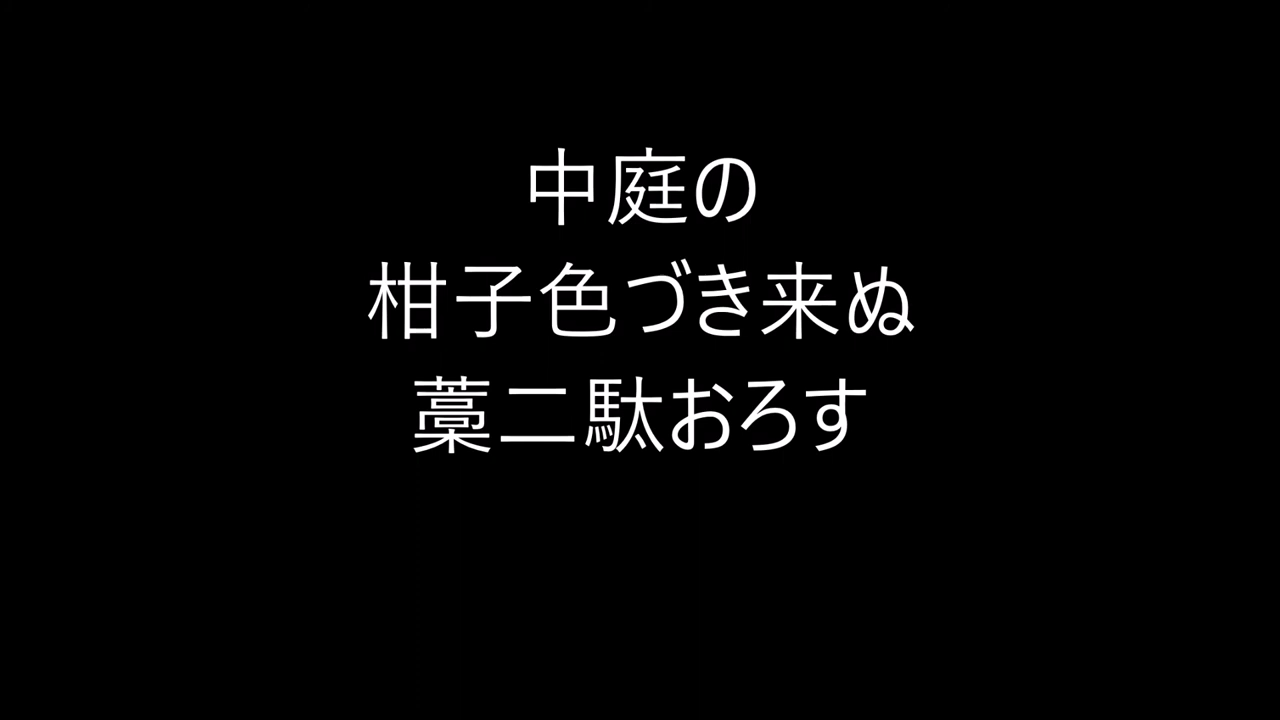 中庭の
柑子色づき来ぬ
藁二駄おろす